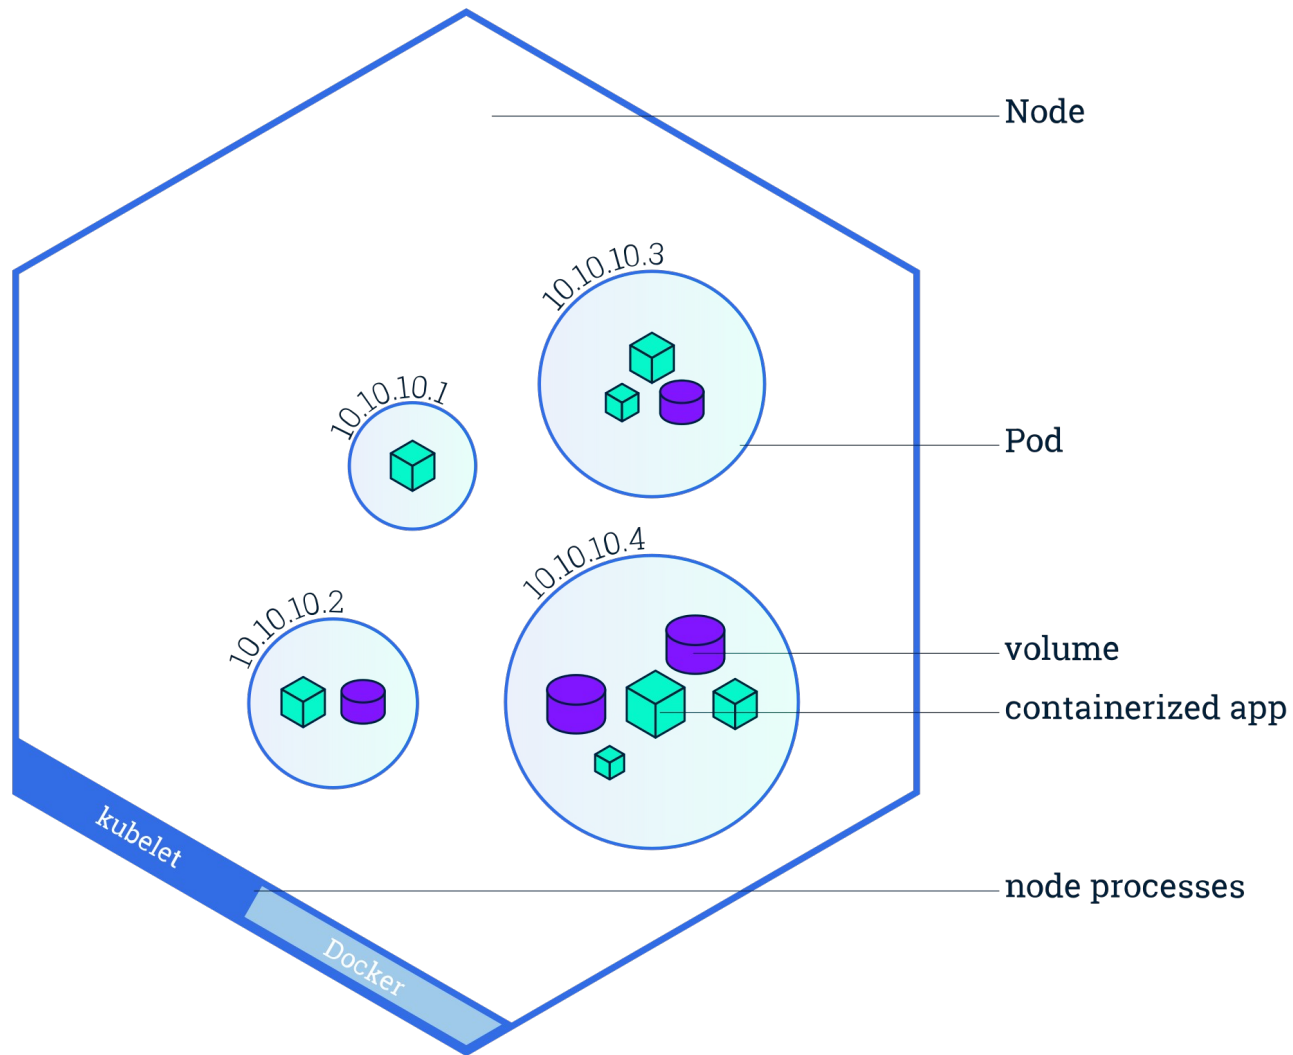 Node
10.10.10.3
10.10.10.1
Pod
10.10.10.4
10.10.10.2
volume
containerized app
kubelet
node processes
Docker